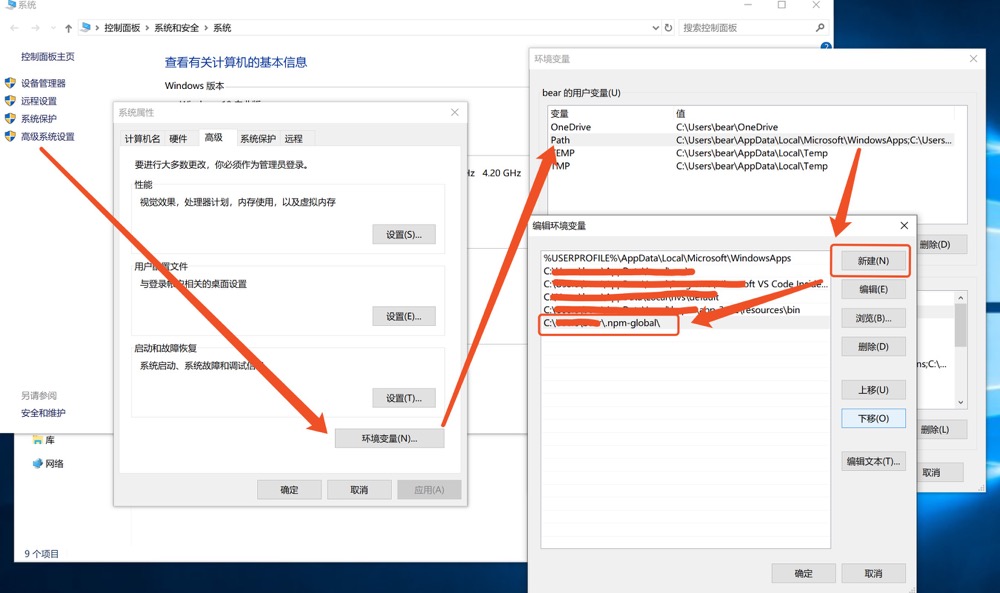 系统
控制面板
系统和安全
系统
搜索控制面板
控制面板主页
设备管理器
远程设置
系统保护
高级系统设置
另请参阅
安全和维护
查看有关计算机的基本信息
Windows 版本
Hz 4.20 GHz
库
网络
9 个项目
系统属性
计算机名
硬件
高级
系统保护
远程
要进行大多数更改，你必须作为管理员登录。
性能
视觉效果，处理器计划，内存使用，以及虚拟内存
设置(S)...
用户配置文件
与登录帐户相关的桌面设置
设置(E)...
启动和故障恢复
系统启动、系统故障和调试信息
设置(T)...
环境变量(N)...
确定
取消
应用(A)
环境变量
bear 的用户变量(U)
变量 值
OneDrive C:\Users\bear\OneDrive
Path C:\Users\bear\AppData\Local\Microsoft\WindowsApps;C:\Users...
TEMP C:\Users\bear\AppData\Local\Temp
TMP C:\Users\bear\AppData\Local\Temp
删除(D)
ns;C:\...
删除(L)
取消
编辑环境变量
%USERPROFILE%\AppData\Local\Microsoft\WindowsApps
oft VS Code Inside...
\default
resources\bin
.npm-global\
新建(N)
编辑(E)
浏览(B)...
删除(D)
上移(U)
下移(O)
编辑文本(T)...
确定
取消